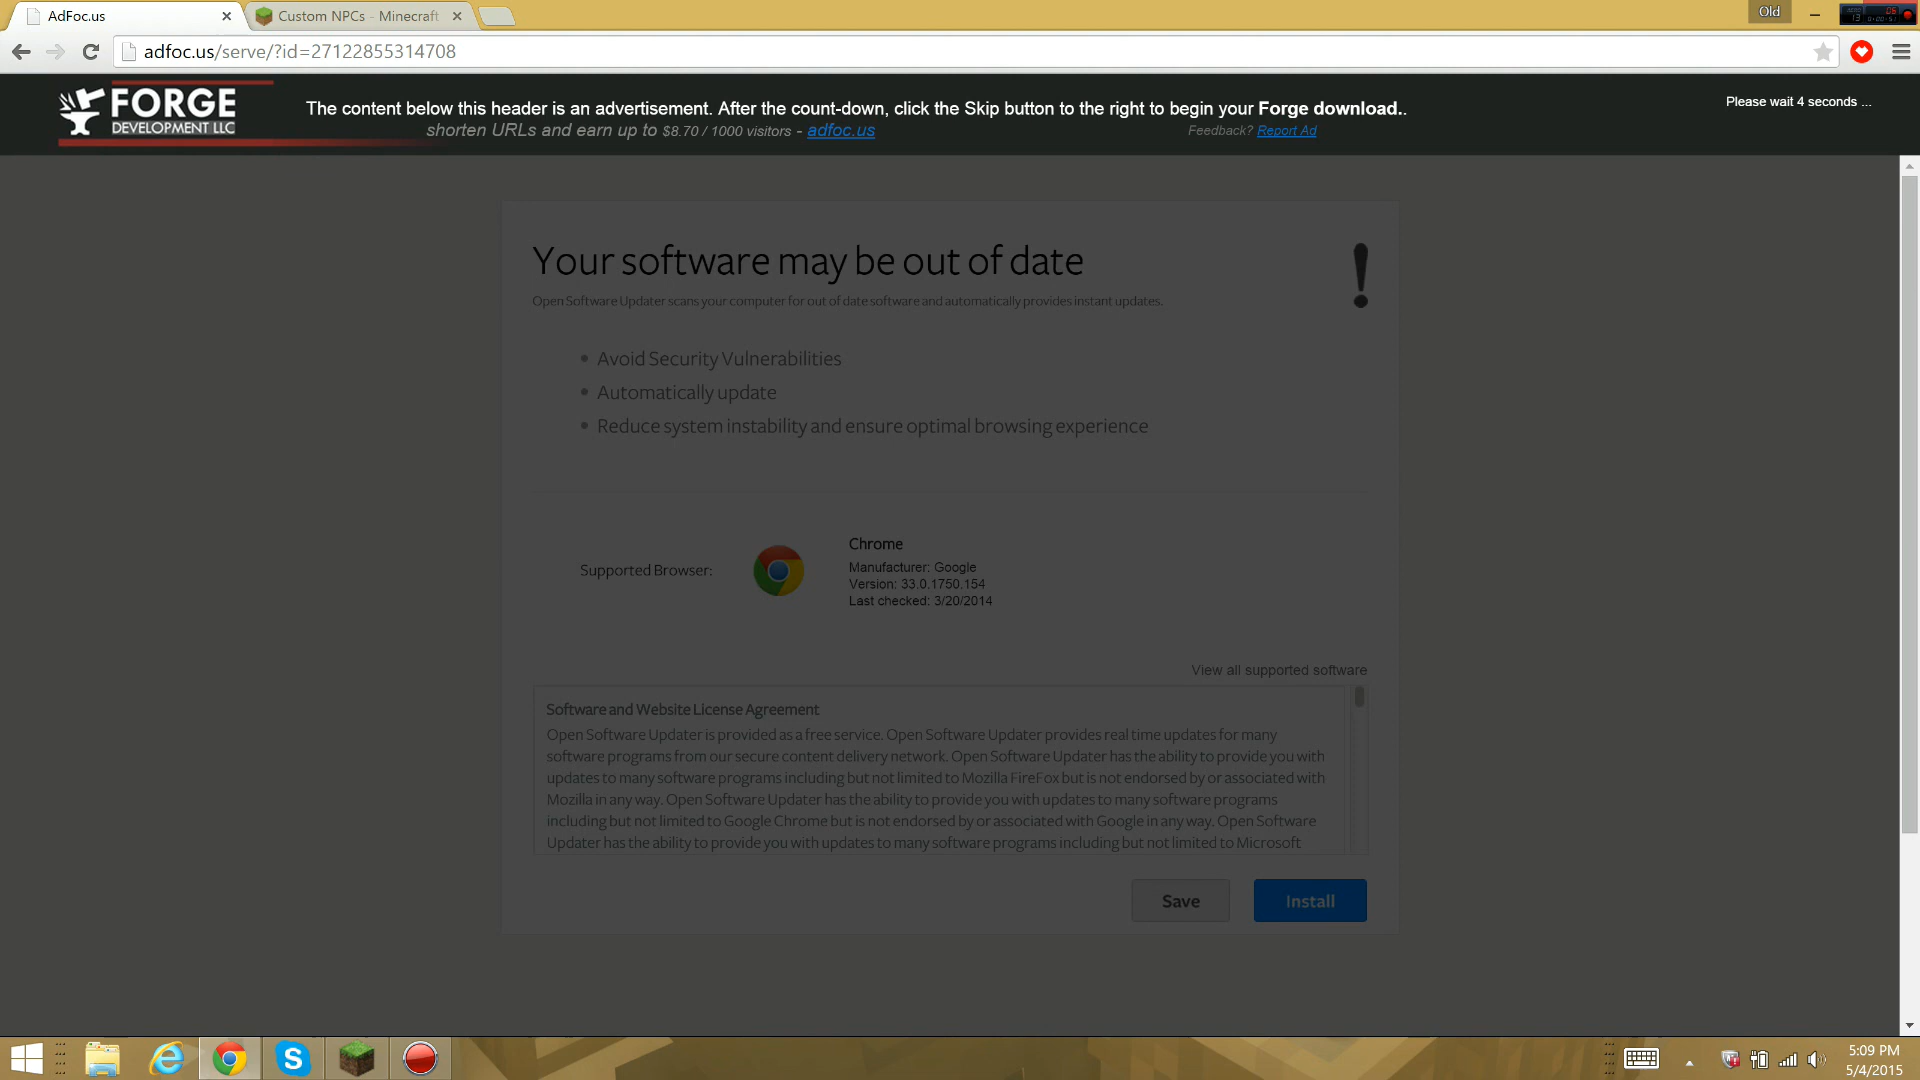 AdFoc.us
Custom NPCs - Minecraft
Old
adfoc.us/serve/?id=27122855314708
FORGE
DEVELOPMENT LLC
The content below this header is an advertisement. After the count-down, click the Skip button to the right to begin your Forge download..
shorten URLs and earn up to $8.70 / 1000 visitors - adfoc.us
Feedback? Report Ad
Please wait 4 seconds ...
Your software may be out of date
Open Software Updater scans your computer for out of date software and automatically provides instant updates.
• Avoid Security Vulnerabilities
• Automatically update
• Reduce system instability and ensure optimal browsing experience
Supported Browser:
Chrome
Manufacturer: Google
Version: 33.0.1750.154
Last checked: 3/20/2014
View all supported software
Software and Website License Agreement
Open Software Updater is provided as a free service. Open Software Updater provides real time updates for many
software programs from our secure content delivery network. Open Software Updater has the ability to provide you with
updates to many software programs including but not limited to Mozilla FireFox but is not endorsed by or associated with
Mozilla in any way. Open Software Updater has the ability to provide you with updates to many software programs
including but not limited to Google Chrome but is not endorsed by or associated with Google in any way. Open Software
Updater has the ability to provide you with updates to many software programs including but not limited to Microsoft
Save
Install
5:09 PM
5/4/2015